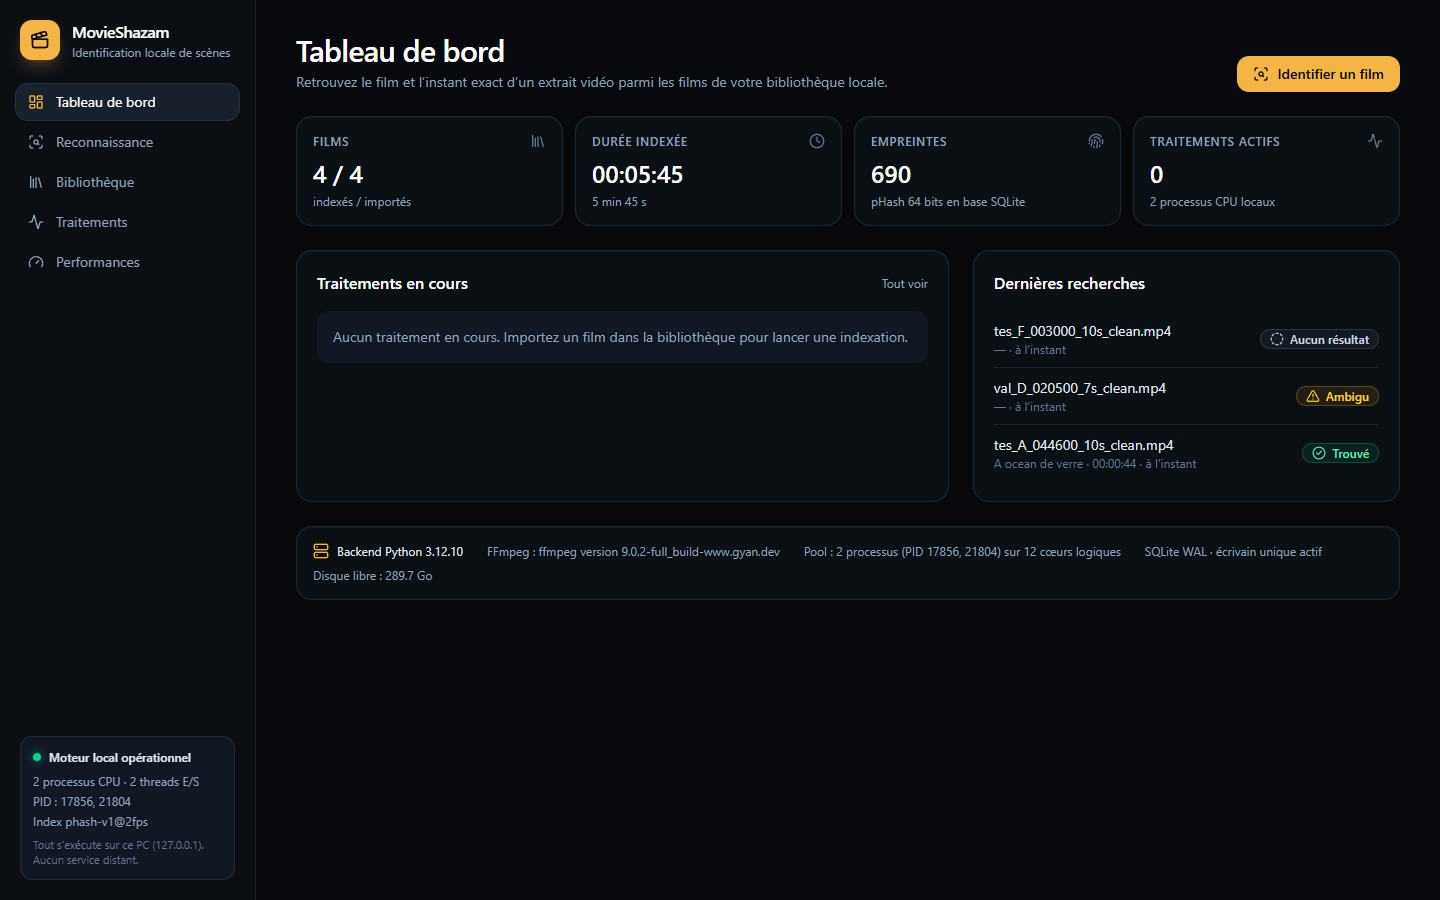 MovieShazam
Identification locale de scènes
Tableau de bord
Reconnaissance
Bibliothèque
Traitements
Performances
Moteur local opérationnel
2 processus CPU · 2 threads E/S
PID : 17856, 21804
Index phash-v1@2fps
Tout s'exécute sur ce PC (127.0.0.1).
Aucun service distant.
Tableau de bord
Retrouvez le film et l'instant exact d'un extrait vidéo parmi les films de votre bibliothèque locale.
Identifier un film
FILMS
4 / 4
indexés / importés
DURÉE INDEXÉE
00:05:45
5 min 45 s
EMPREINTES
690
pHash 64 bits en base SQLite
TRAITEMENTS ACTIFS
0
2 processus CPU locaux
Traitements en cours
Tout voir
Aucun traitement en cours. Importez un film dans la bibliothèque pour lancer une indexation.
Dernières recherches
tes_F_003000_10s_clean.mp4
— · à l'instant
Aucun résultat
val_D_020500_7s_clean.mp4
— · à l'instant
Ambigu
tes_A_044600_10s_clean.mp4
A ocean de verre · 00:00:44 · à l'instant
Trouvé
Backend Python 3.12.10 FFmpeg : ffmpeg version 9.0.2-full_build-www.gyan.dev Pool : 2 processus (PID 17856, 21804) sur 12 cœurs logiques SQLite WAL · écrivain unique actif
Disque libre : 289.7 Go